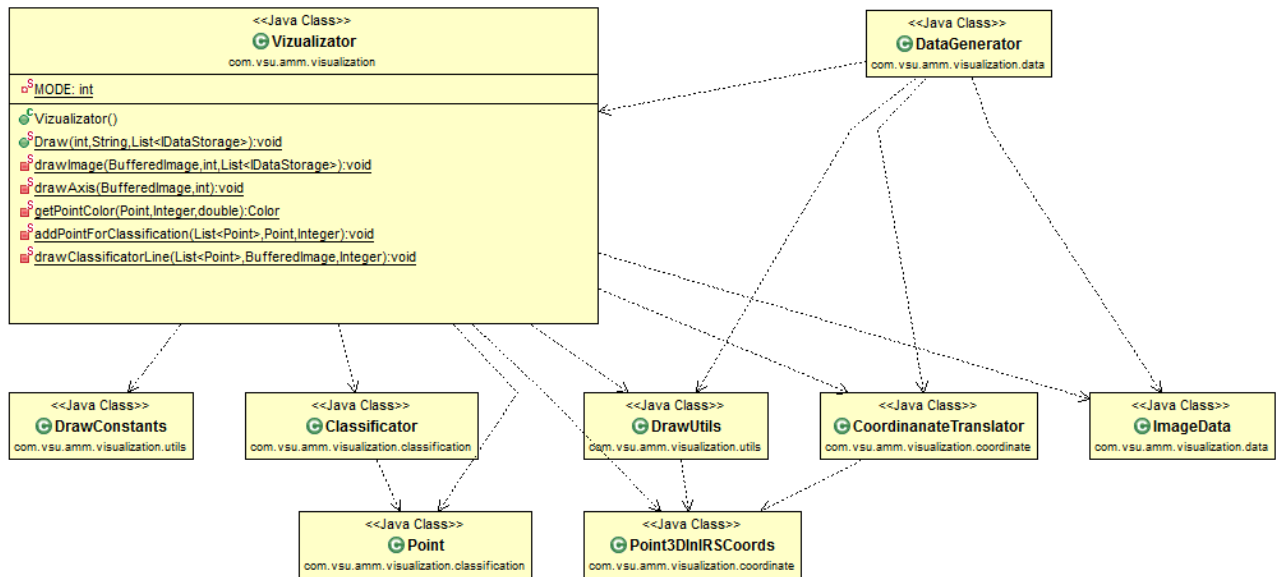 <<Java Class>>
Vizualizator
com.vsu.amm.visualization
MODE: int
Vizualizator()
Draw(int,String,List<IDataStorage>):void
drawImage(BufferedImage,int,List<IDataStorage>):void
drawAxis(BufferedImage,int):void
getPointColor(Point,Integer,double):Color
addPointForClassification(List<Point>,Point,Integer):void
drawClassificatorLine(List<Point>,BufferedImage,Integer):void
<<Java Class>>
DataGenerator
com.vsu.amm.visualization.data
<<Java Class>>
DrawConstants
com.vsu.amm.visualization.utils
<<Java Class>>
Classificator
com.vsu.amm.visualization.classification
<<Java Class>>
DrawUtils
com.vsu.amm.visualization.utils
<<Java Class>>
CoordinanateTranslator
com.vsu.amm.visualization.coordinate
<<Java Class>>
ImageData
com.vsu.amm.visualization.data
<<Java Class>>
Point
com.vsu.amm.visualization.classification
<<Java Class>>
Point3DInIRSCoords
com.vsu.amm.visualization.coordinate